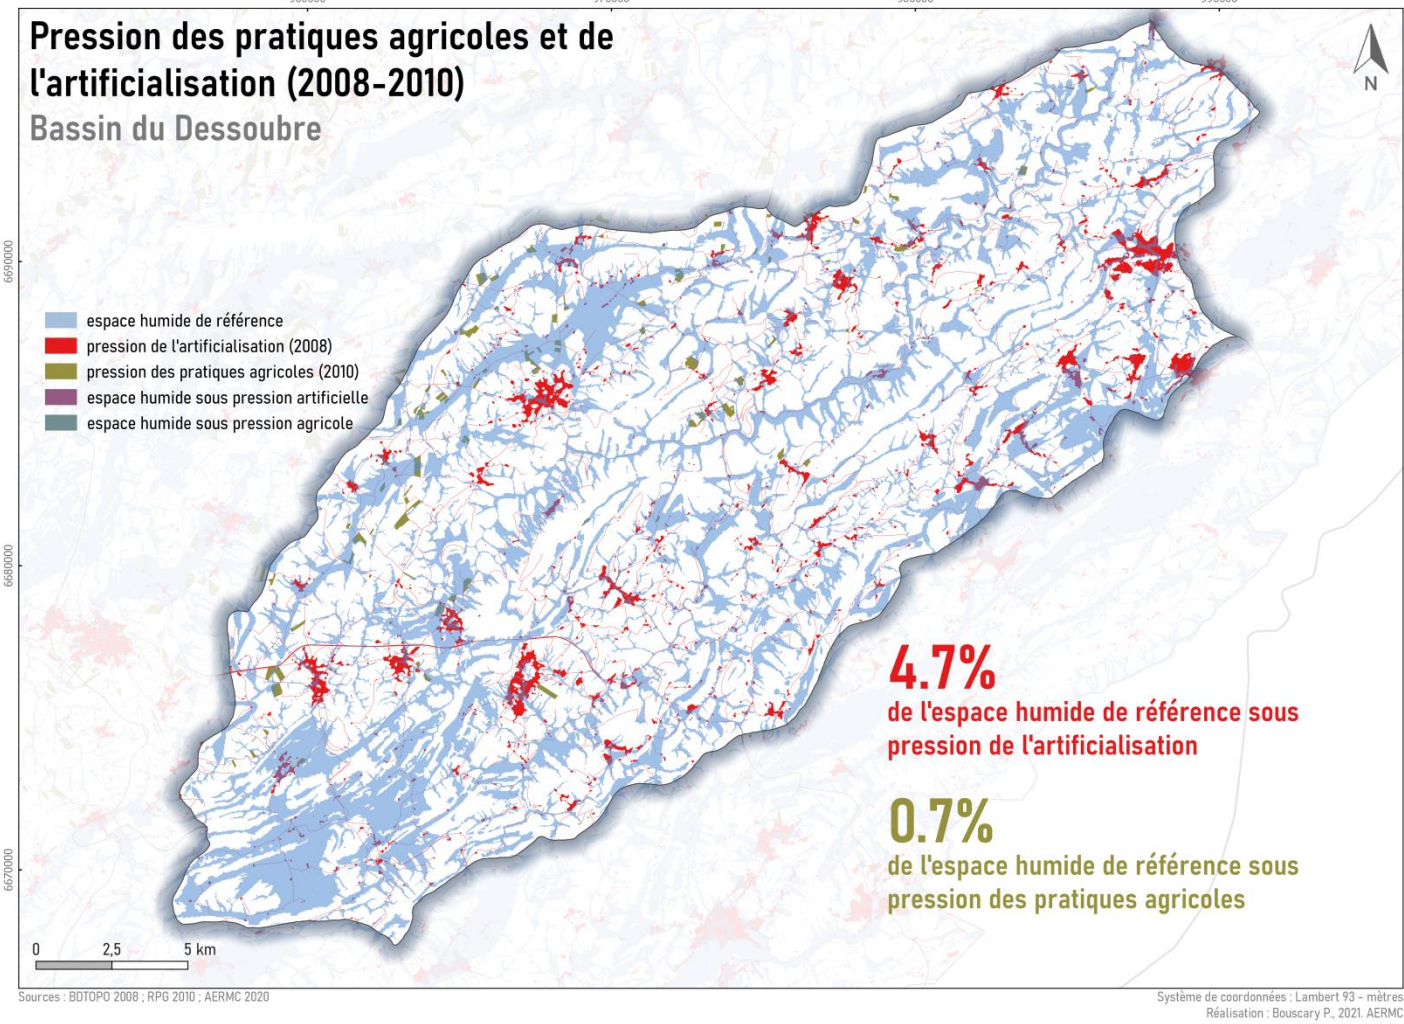 Pression des pratiques agricoles et de
l'artificialisation (2008-2010)
Bassin du Dessoubre
N
6690000
espace humide de référence
pression de l'artificialisation (2008)
pression des pratiques agricoles (2010)
espace humide sous pression artificielle
espace humide sous pression agricole
6680000
4.7%
de l'espace humide de référence sous
pression de l'artificialisation
0.7%
de l'espace humide de référence sous
pression des pratiques agricoles
6670000
0 2,5 5 km
Sources : BDTOPO 2008 ; RPG 2010 ; AERMC 2020
Système de coordonnées : Lambert 93 - mètres
Réalisation : Bouscary P., 2021. AERMC